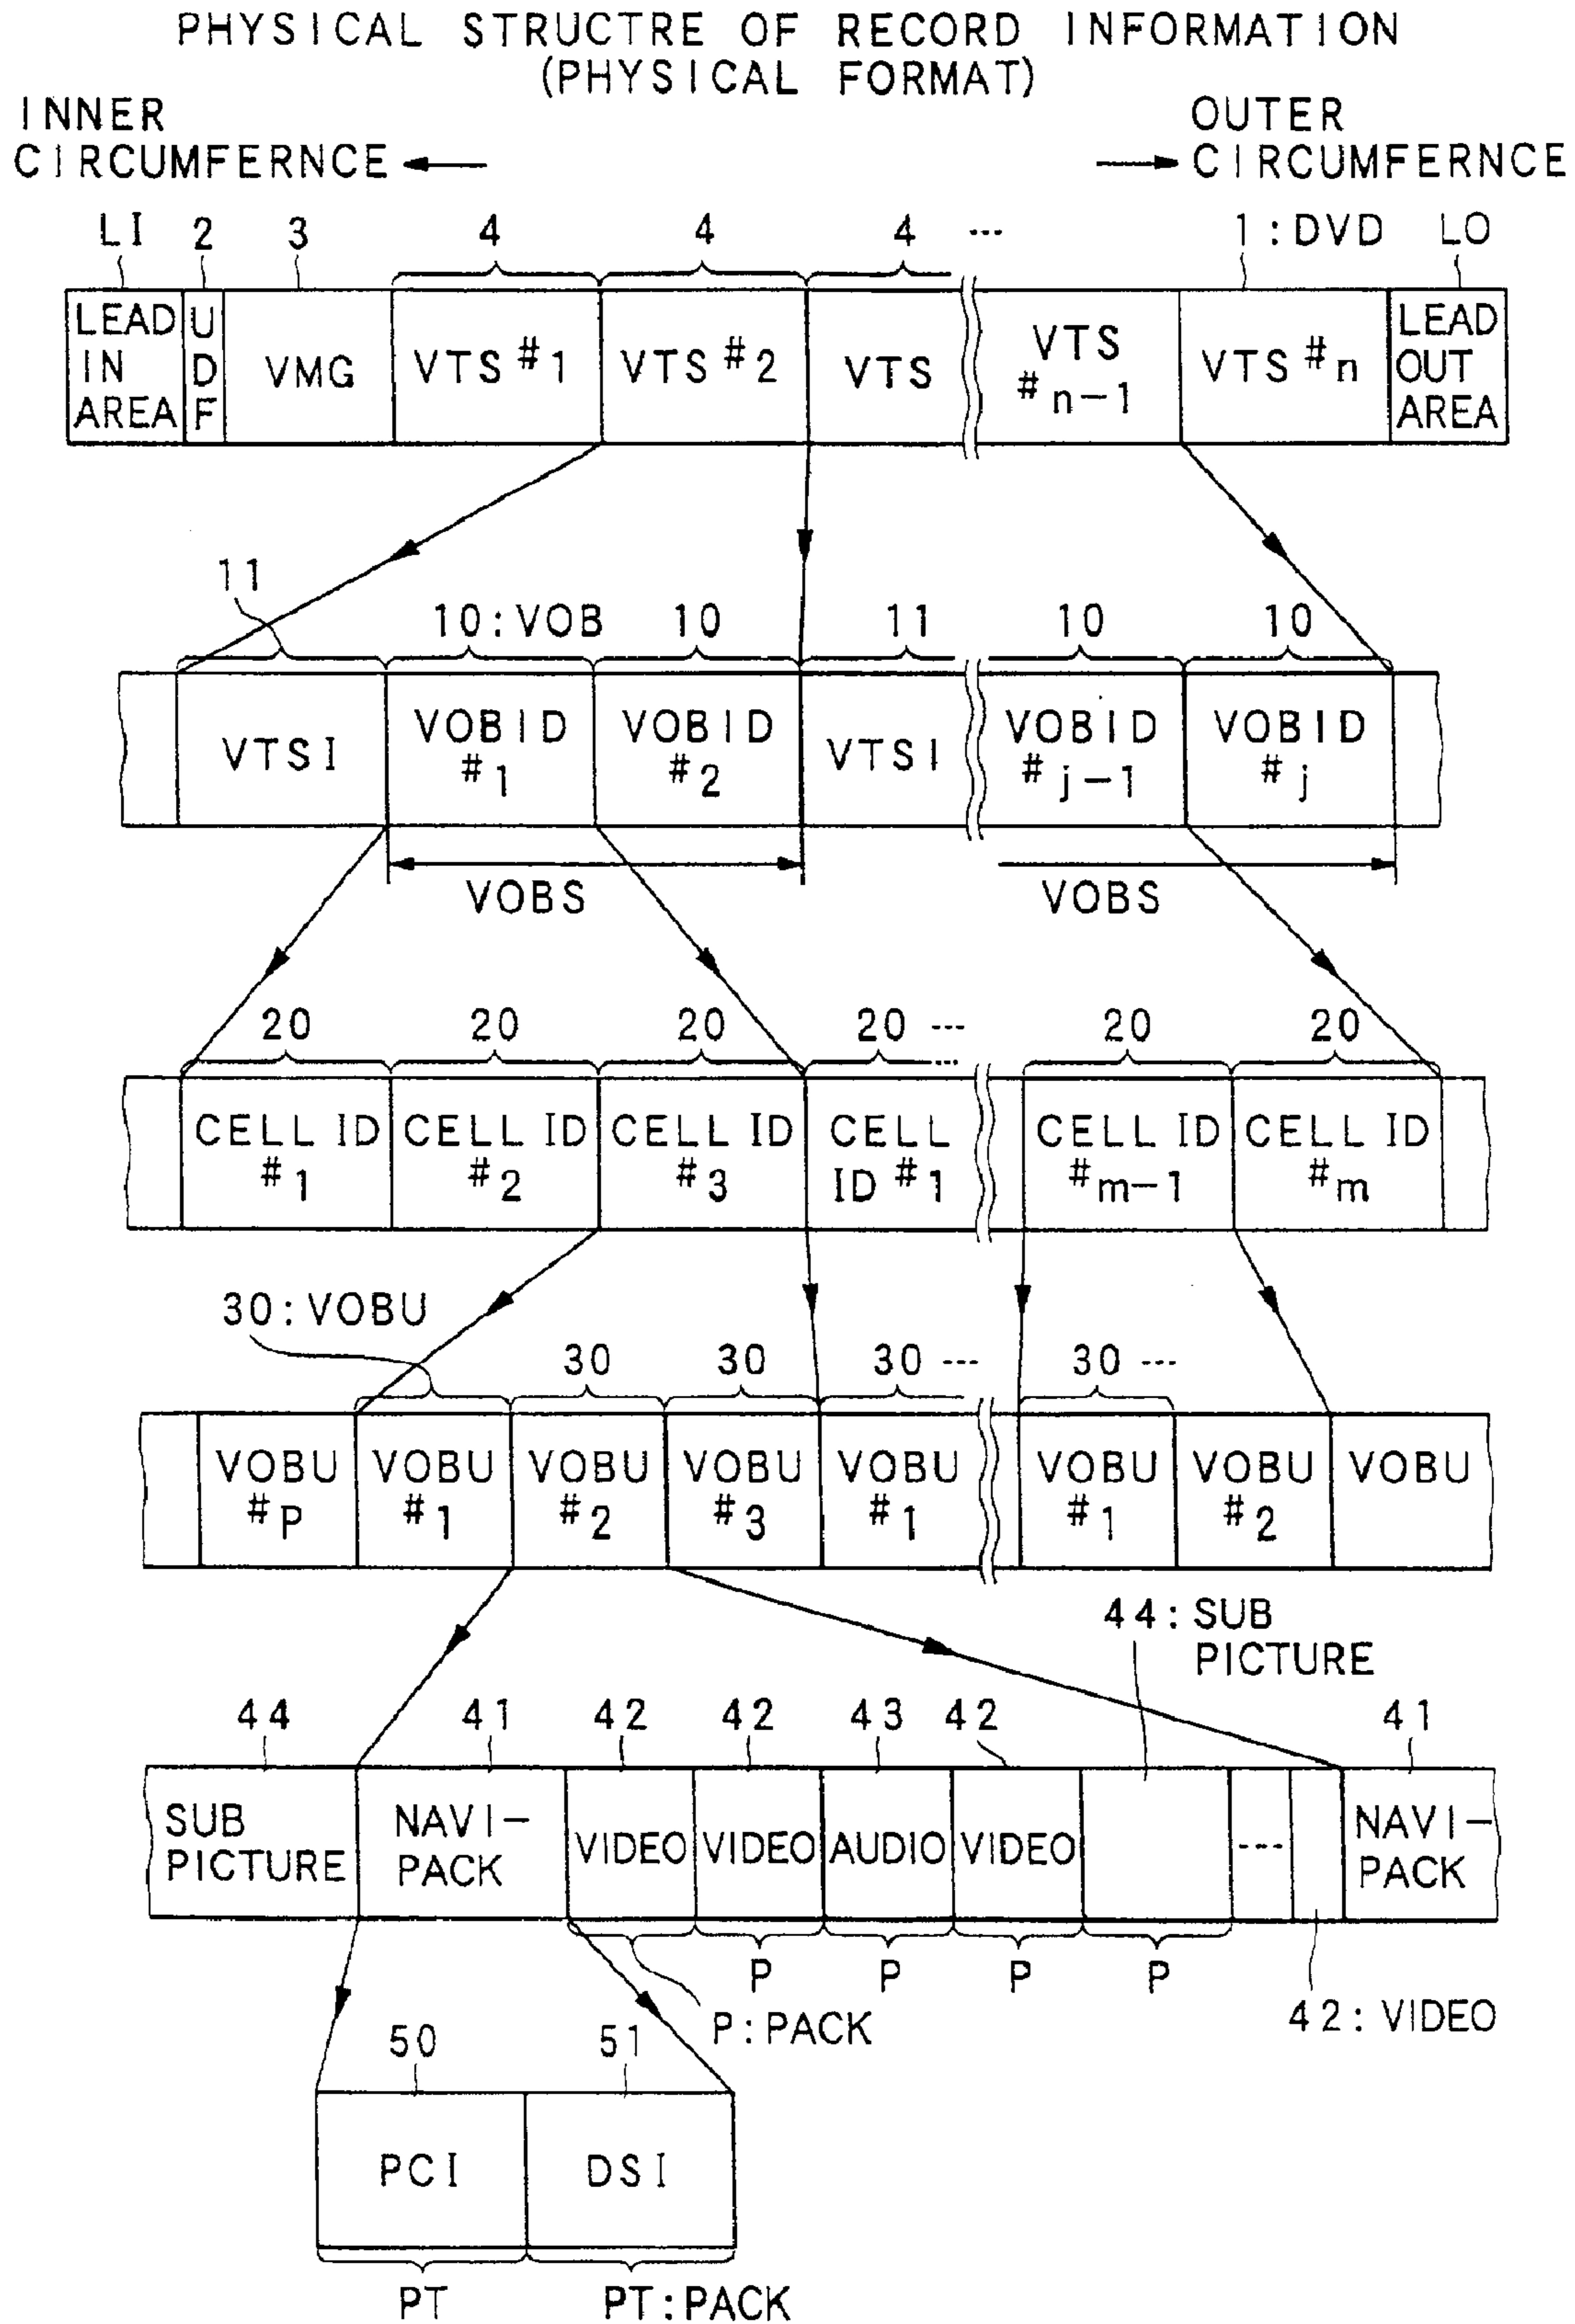 PHYSICAL STRUCTRE OF RECORD INFORMATION
(PHYSICAL FORMAT)
INNER
CIRCUMFERNCE
OUTER
CIRCUMFERNCE
LI 2 3 4 4 4 --- 1:DVD LO
LEAD
IN
AREA
U
D
F
VMG
VTS #1
VTS #2
VTS
VTS
#n-1
VTS #n
LEAD
OUT
AREA
11 10:VOB 10 11 10 10
VTSI
VOBID
#1
VOBID
#2
VTSI
VOBID
#j-1
VOBID
#j
VOBS
VOBS
20 20 20 20 --- 20 20
---
CELL ID
#1
CELL ID
#2
CELL ID
#3
CELL
ID #1
CELL ID
#m-1
CELL ID
#m
30:VOBU 30 30 30 --- 30 ---
VOBU
#P
VOBU
#1
VOBU
#2
VOBU
#3
VOBU
#1
VOBU
#1
VOBU
#2
VOBU
44:SUB
PICTURE
44 41 42 42 43 42 41
SUB
PICTURE
NAVI-
PACK
VIDEO
VIDEO
AUDIO
VIDEO
---
NAVI-
PACK
P P P P
P:PACK
42:VIDEO
50 51
PCI
DSI
PT
PT:PACK